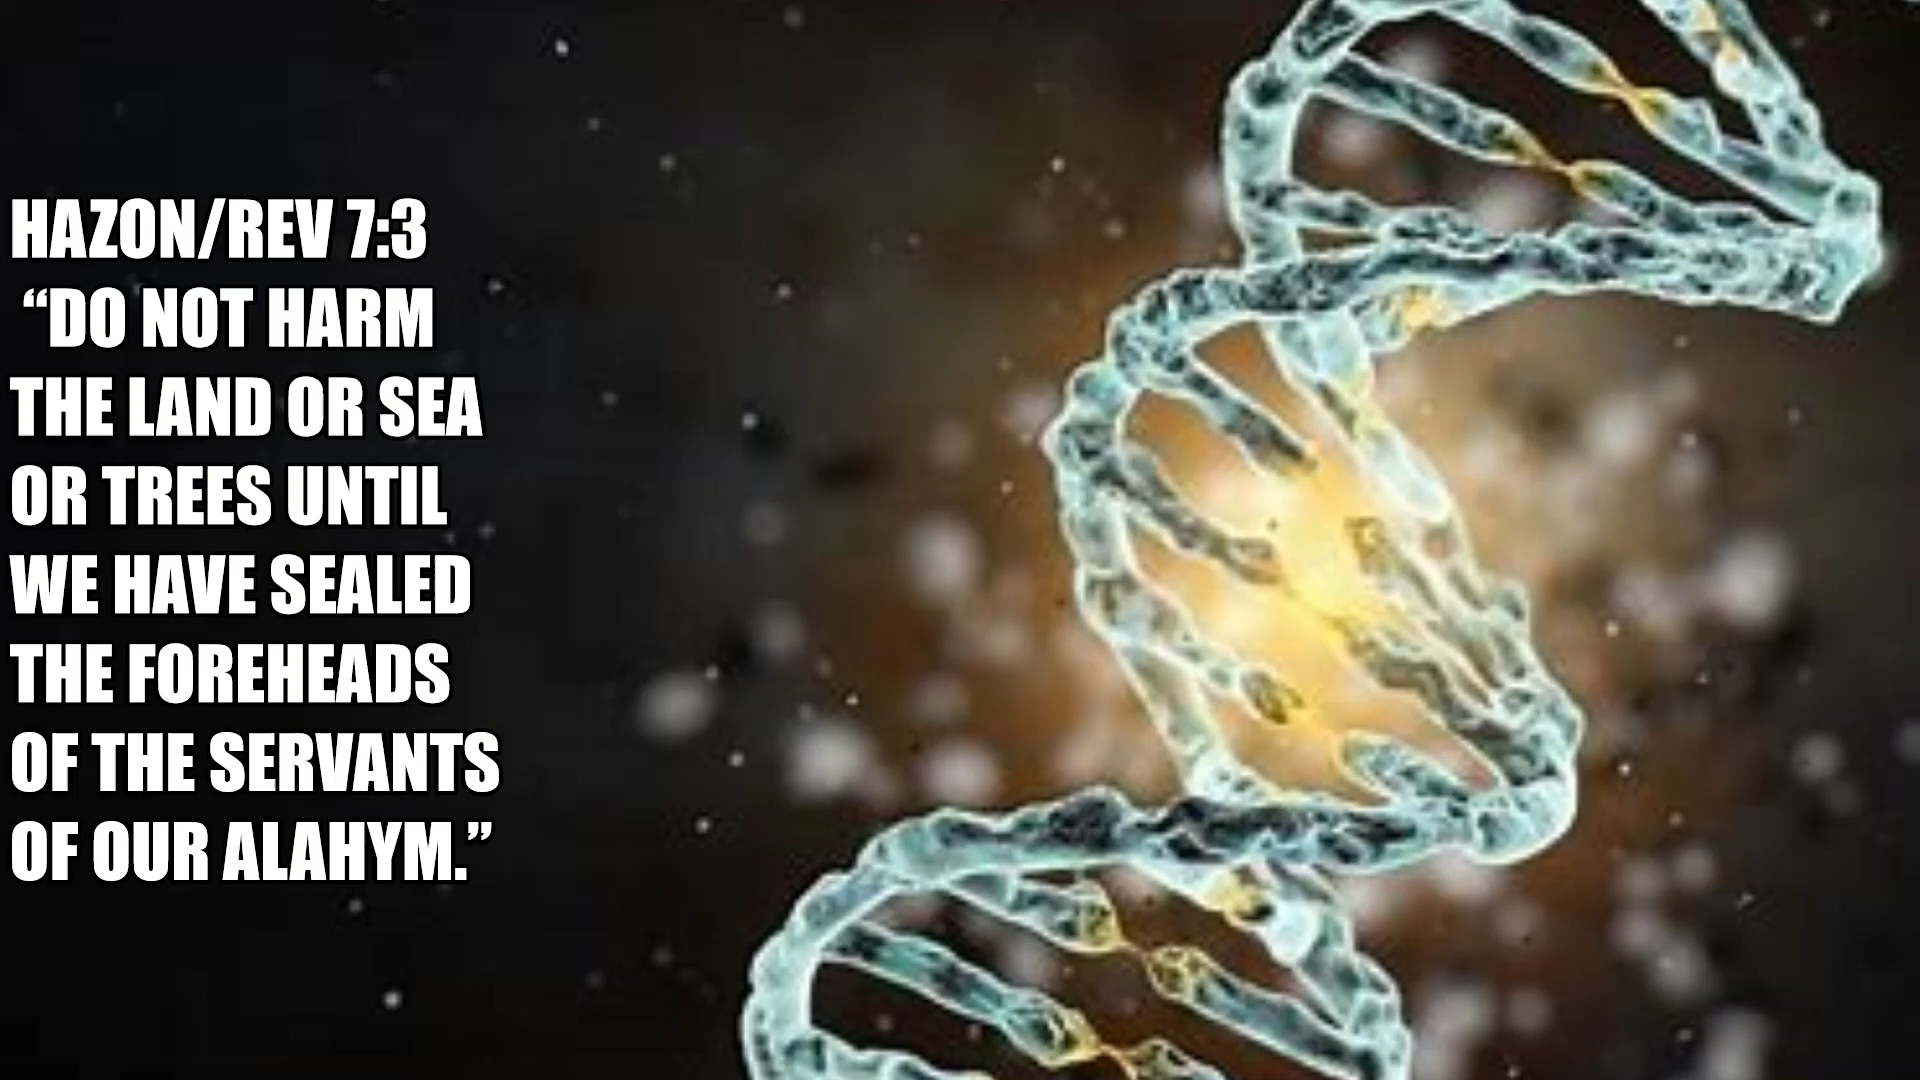 HAZON/REV 7:3
“DO NOT HARM
THE LAND OR SEA
OR TREES UNTIL
WE HAVE SEALED
THE FOREHEADS
OF THE SERVANTS
OF OUR ALAHYM.”